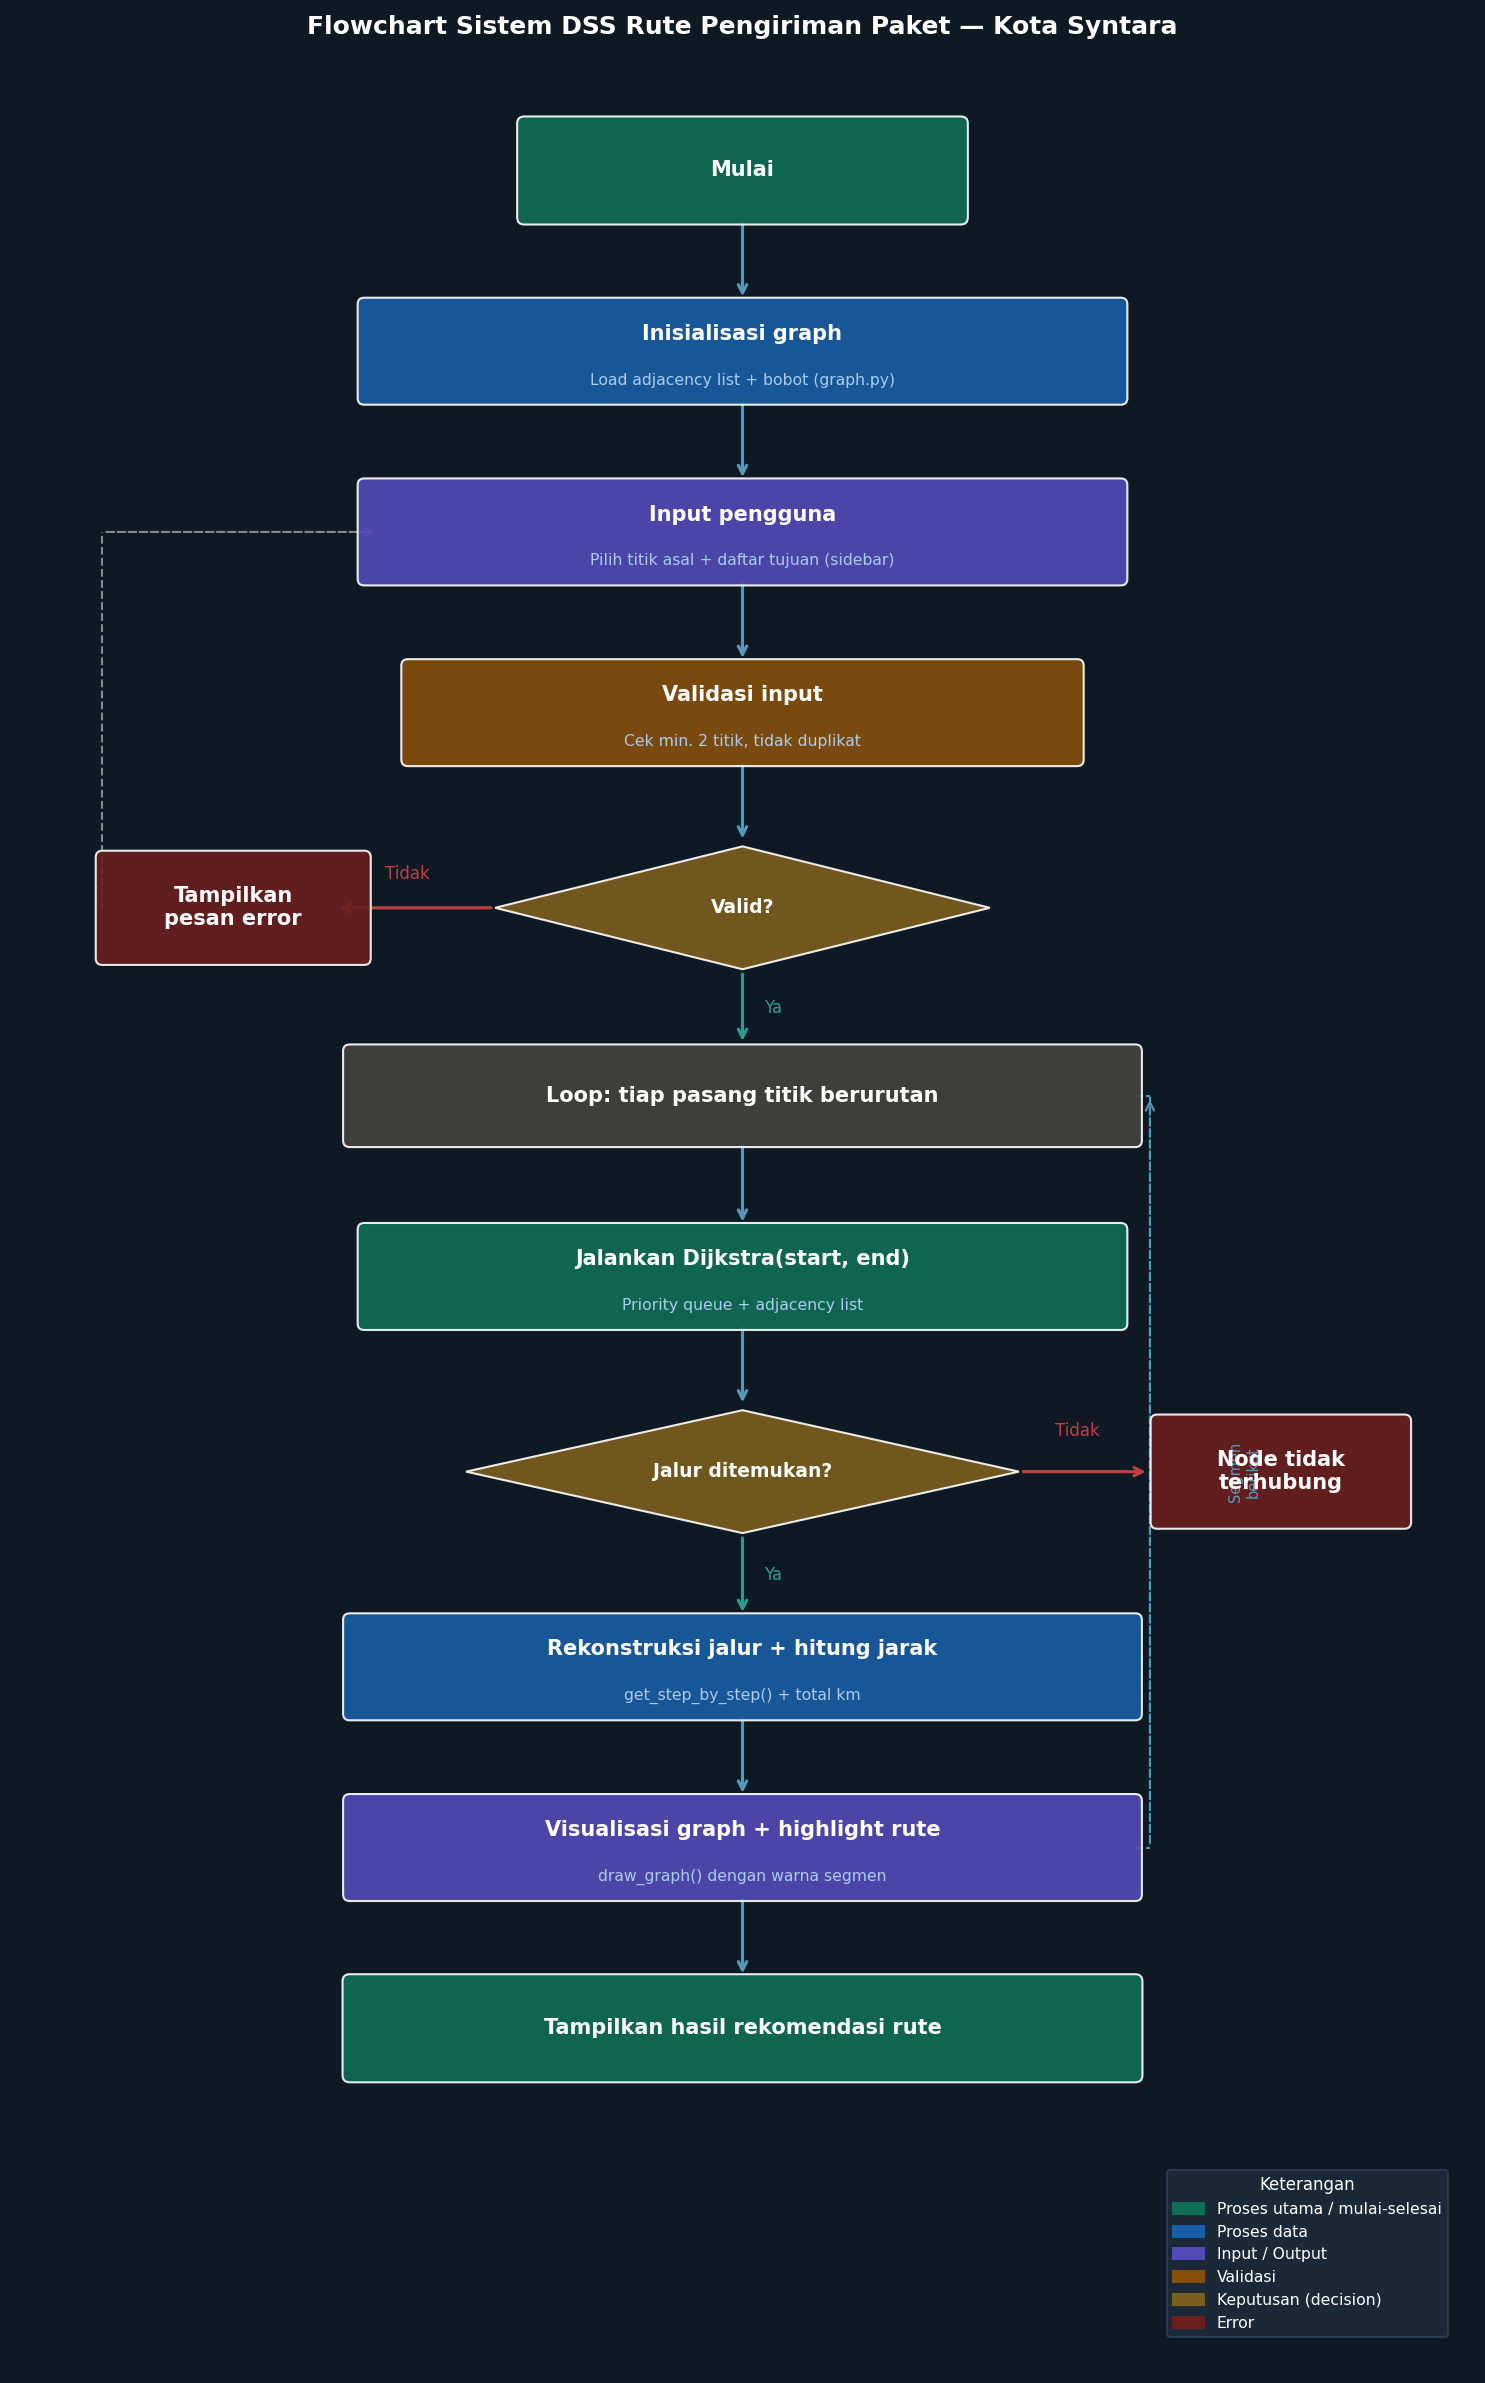 Flowchart Sistem DSS Rute Pengiriman Paket — Kota Syntara
Mulai
Inisialisasi graph
Load adjacency list + bobot (graph.py)
Input pengguna
Pilih titik asal + daftar tujuan (sidebar)
Validasi input
Cek min. 2 titik, tidak duplikat
Tidak
Tampilkan
pesan error
Valid?
Ya
Loop: tiap pasang titik berurutan
Jalankan Dijkstra(start, end)
Priority queue + adjacency list
Tidak
Jalur ditemukan?
Node tidak
terhubung
Ya
Rekonstruksi jalur + hitung jarak
get_step_by_step() + total km
Visualisasi graph + highlight rute
draw_graph() dengan warna segmen
Tampilkan hasil rekomendasi rute
Keterangan
Proses utama / mulai-selesai
Proses data
Input / Output
Validasi
Keputusan (decision)
Error